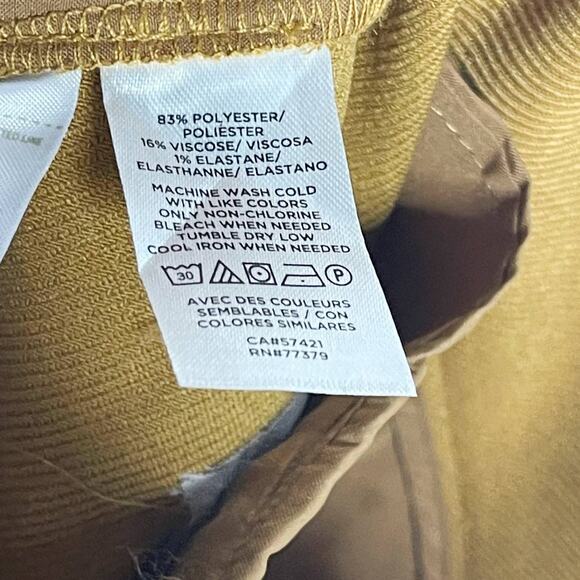 83% POLYESTER/
POLIÉSTER
16% VISCOSE/ VISCOSA
1% ELASTANE/
ELASTHANNE/ ELASTANO
MACHINE WASH COLD
WITH LIKE COLORS
ONLY NON-CHLORINE
BLEACH WHEN NEEDED
TUMBLE DRY LOW
COOL IRON WHEN NEEDED
30 P
AVEC DES COULEURS
SEMBLABLES / CON
COLORES SIMILARES
CA#57421
RN#77379